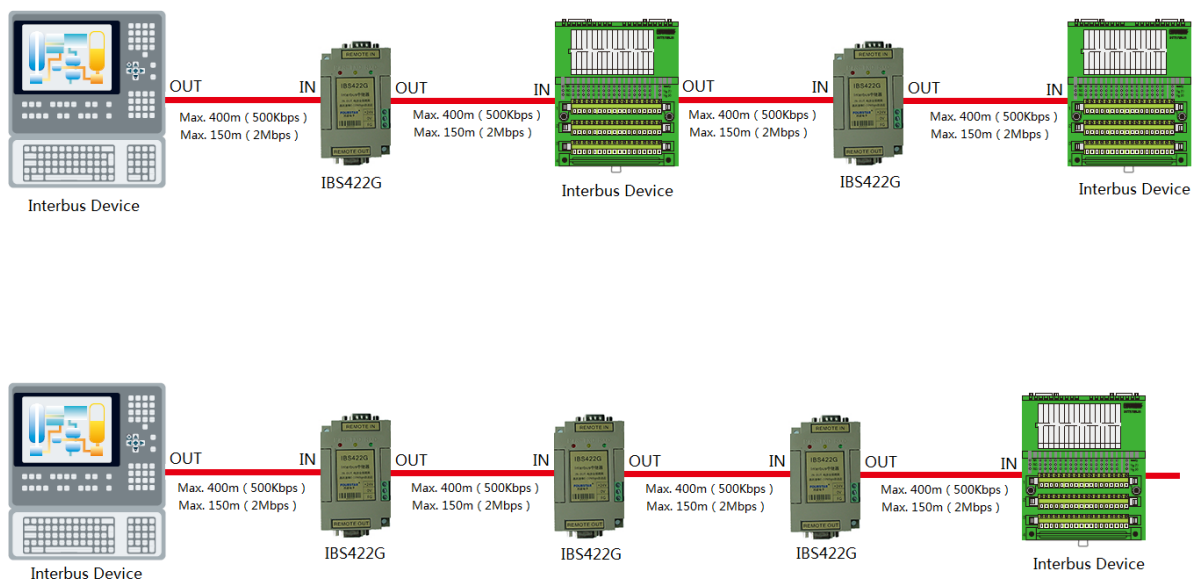 REMOTE IN
IBS422G
REMOTE OUT
IBS422G
OUT
IN
Max. 400m ( 500Kbps )
Max. 150m ( 2Mbps )
OUT
IN
Max. 400m ( 500Kbps )
Max. 150m ( 2Mbps )
OUT
IN
Max. 400m ( 500Kbps )
Max. 150m ( 2Mbps )
REMOTE IN
IBS422G
REMOTE OUT
IBS422G
OUT
IN
Max. 400m ( 500Kbps )
Max. 150m ( 2Mbps )
Interbus Device
Interbus Device
Interbus Device
OUT
IN
Max. 400m ( 500Kbps )
Max. 150m ( 2Mbps )
REMOTE IN
IBS422G
REMOTE OUT
IBS422G
OUT
IN
Max. 400m ( 500Kbps )
Max. 150m ( 2Mbps )
REMOTE IN
IBS422G
REMOTE OUT
IBS422G
OUT
IN
Max. 400m ( 500Kbps )
Max. 150m ( 2Mbps )
REMOTE IN
IBS422G
REMOTE OUT
IBS422G
OUT
IN
Max. 400m ( 500Kbps )
Max. 150m ( 2Mbps )
Interbus Device
Interbus Device